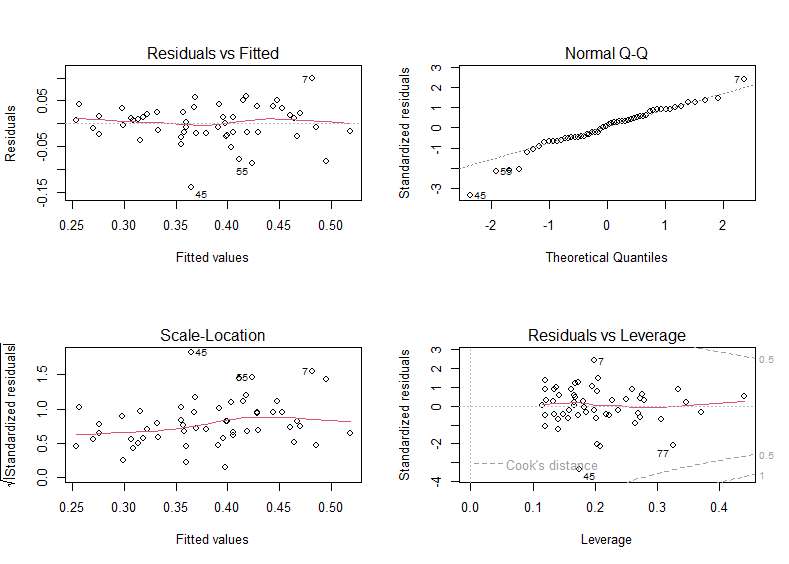 Residuals vs Fitted
Residuals
0.05
-0.05
-0.15
7
55
45
0.25 0.30 0.35 0.40 0.45 0.50
Fitted values
Normal Q-Q
Standardized residuals
3
2
1
0
-1
-3
7
45
-2 -1 0 1 2
Theoretical Quantiles
Scale-Location
√|Standardized residuals|
1.5
1.0
0.5
0.0
45
55
7
0.25 0.30 0.35 0.40 0.45 0.50
Fitted values
Residuals vs Leverage
Standardized residuals
3
2
1
0
-2
-4
7
77
45
Cook's distance
0.5
0.5
1
0.0 0.1 0.2 0.3 0.4
Leverage